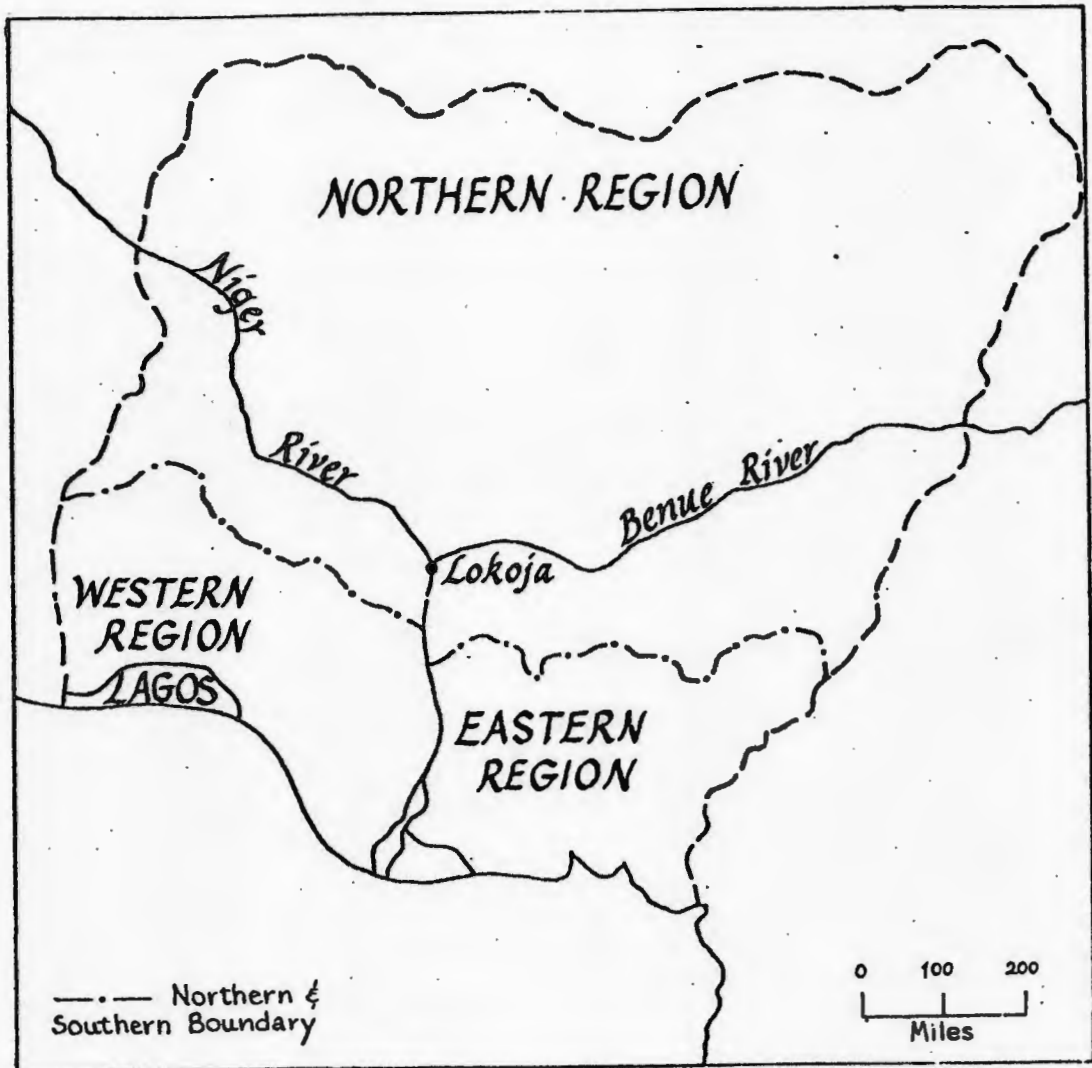 NORTHERN REGION
Niger
River
Benue River
Lokoja
WESTERN
REGION
LAGOS
EASTERN
REGION
Northern &
Southern Boundary
0 100 200
Miles